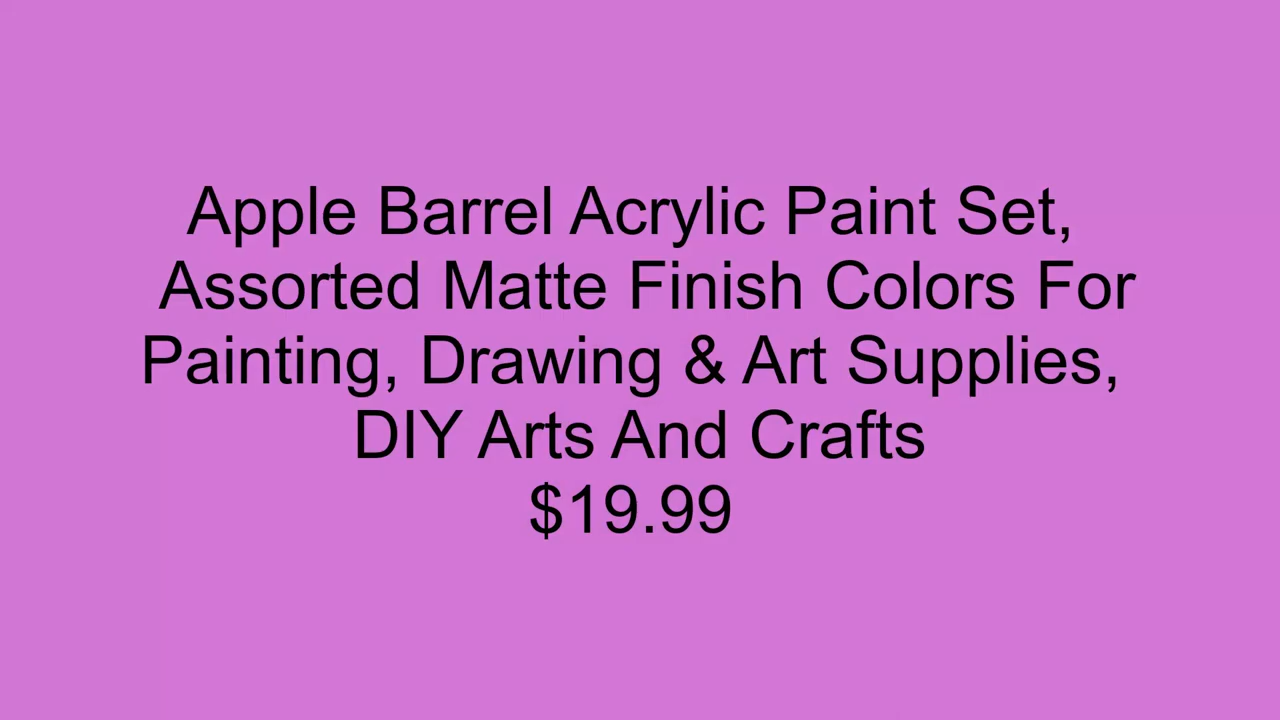 Apple Barrel Acrylic Paint Set,
Assorted Matte Finish Colors For
Painting, Drawing & Art Supplies,
DIY Arts And Crafts
$19.99